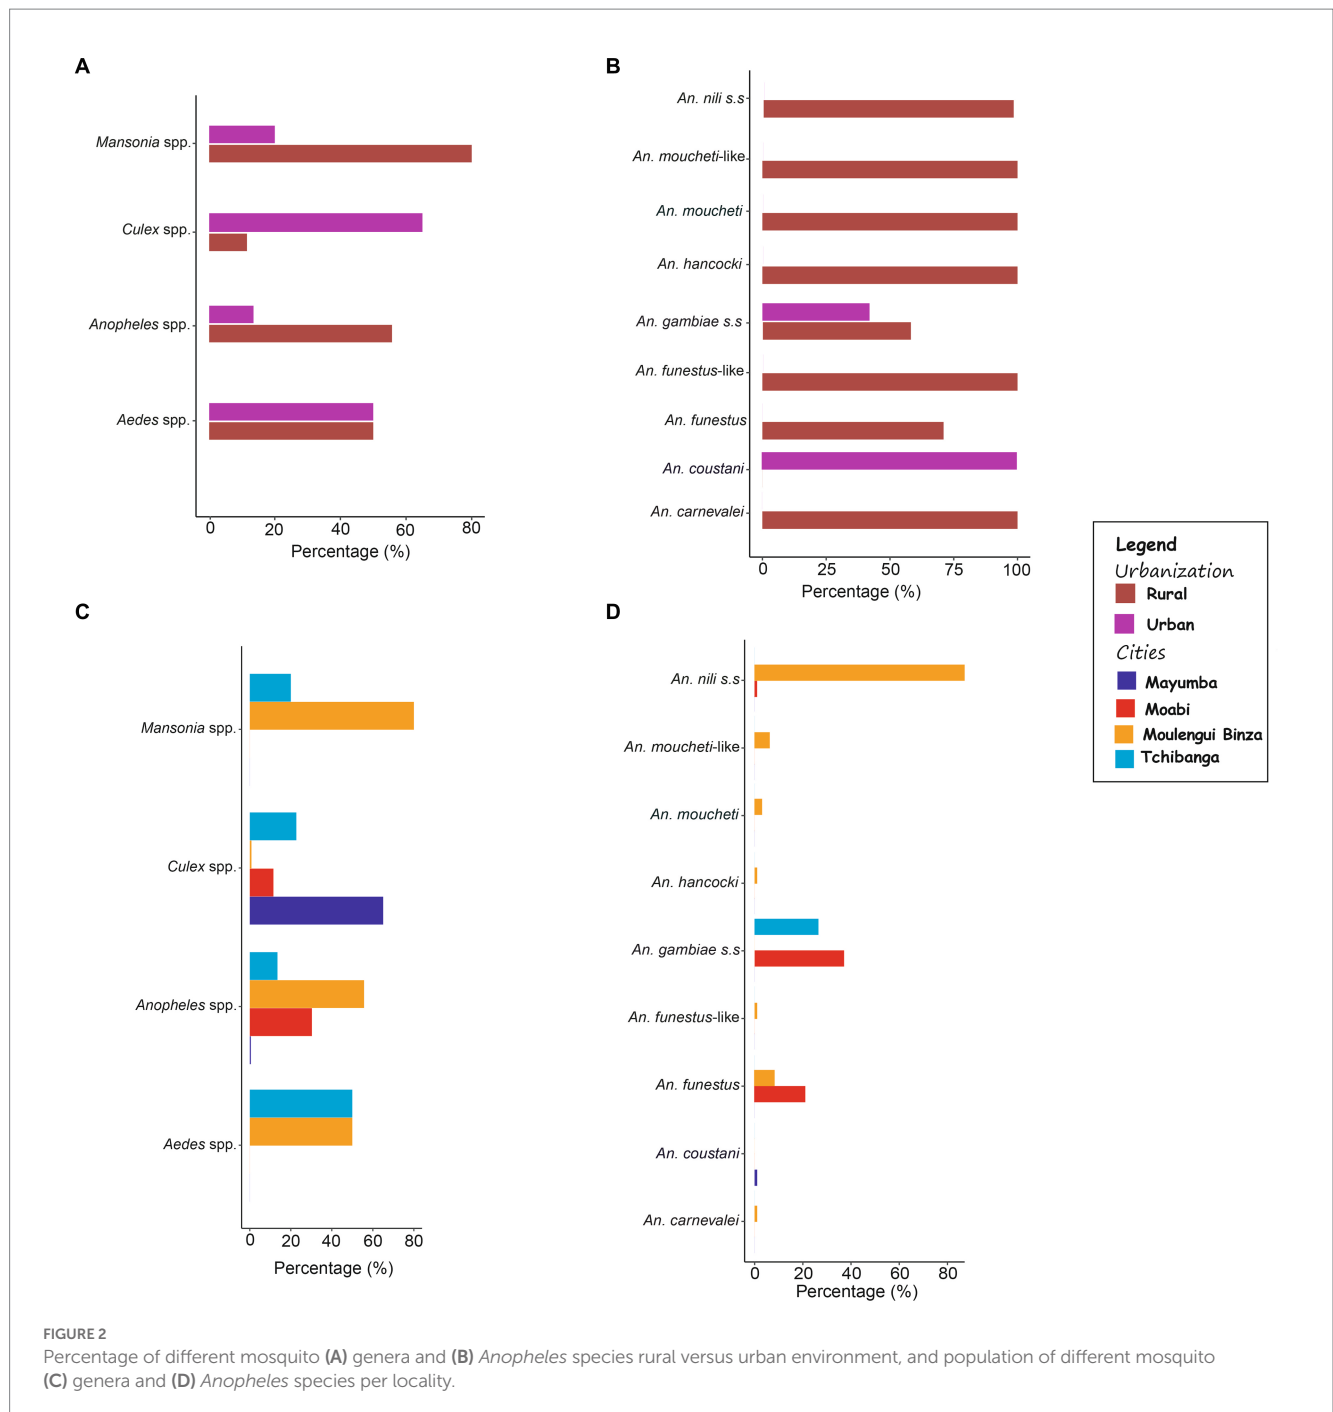 A
Mansonia spp.
Culex spp.
Anopheles spp.
Aedes spp.
0 20 40 60 80
Percentage (%)
B
An. nili s.s
An. moucheti-like
An. moucheti
An. hancocki
An. gambiae s.s
An. funestus-like
An. funestus
An. coustani
An. carnevalei
0 25 50 75 100
Percentage (%)
Legend
Urbanization
Rural
Urban
Cities
Mayumba
Moabi
Moulengui Binza
Tchibanga
C
Mansonia spp.
Culex spp.
Anopheles spp.
Aedes spp.
0 20 40 60 80
Percentage (%)
D
An. nili s.s
An. moucheti-like
An. moucheti
An. hancocki
An. gambiae s.s
An. funestus-like
An. funestus
An. coustani
An. carnevalei
0 20 40 60 80
Percentage (%)
FIGURE 2
Percentage of different mosquito (A) genera and (B) Anopheles species rural versus urban environment, and population of different mosquito
(C) genera and (D) Anopheles species per locality.